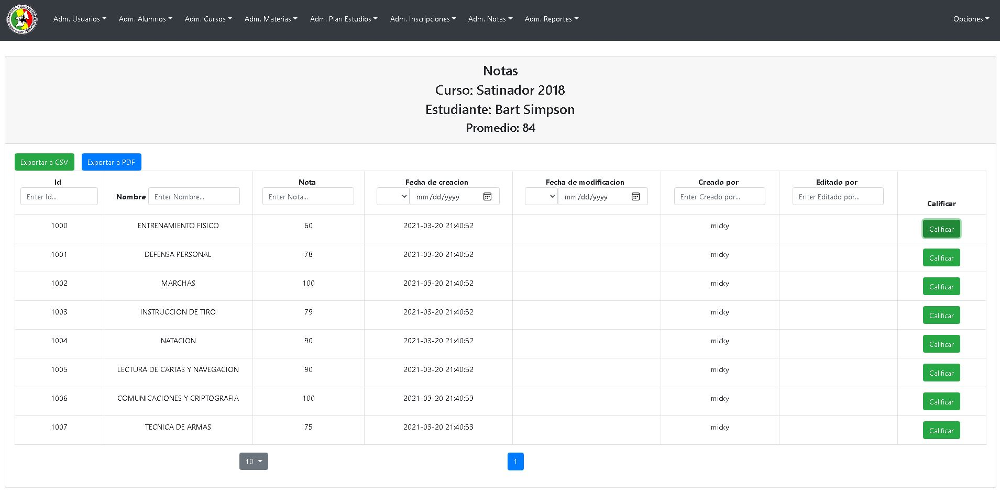 Adm. Usuarios Adm. Alumnos Adm. Cursos Adm. Materias Adm. Plan Estudios Adm. Inscripciones Adm. Notas Adm. Reportes Opciones
Notas
Curso: Satinador 2018
Estudiante: Bart Simpson
Promedio: 84
Exportar a CSV Exportar a PDF
Id Nombre Nota Fecha de creacion Fecha de modificacion Creado por Editado por Calificar
Enter Id... Enter Nombre... Enter Nota... mm/dd/yyyy mm/dd/yyyy Enter Creado por... Enter Editado por...
1000 ENTRENAMIENTO FISICO 60 2021-03-20 21:40:52 micky Calificar
1001 DEFENSA PERSONAL 78 2021-03-20 21:40:52 micky Calificar
1002 MARCHAS 100 2021-03-20 21:40:52 micky Calificar
1003 INSTRUCCION DE TIRO 79 2021-03-20 21:40:52 micky Calificar
1004 NATACION 90 2021-03-20 21:40:52 micky Calificar
1005 LECTURA DE CARTAS Y NAVEGACION 90 2021-03-20 21:40:52 micky Calificar
1006 COMUNICACIONES Y CRIPTOGRAFIA 100 2021-03-20 21:40:53 micky Calificar
1007 TECNICA DE ARMAS 75 2021-03-20 21:40:53 micky Calificar
10 1